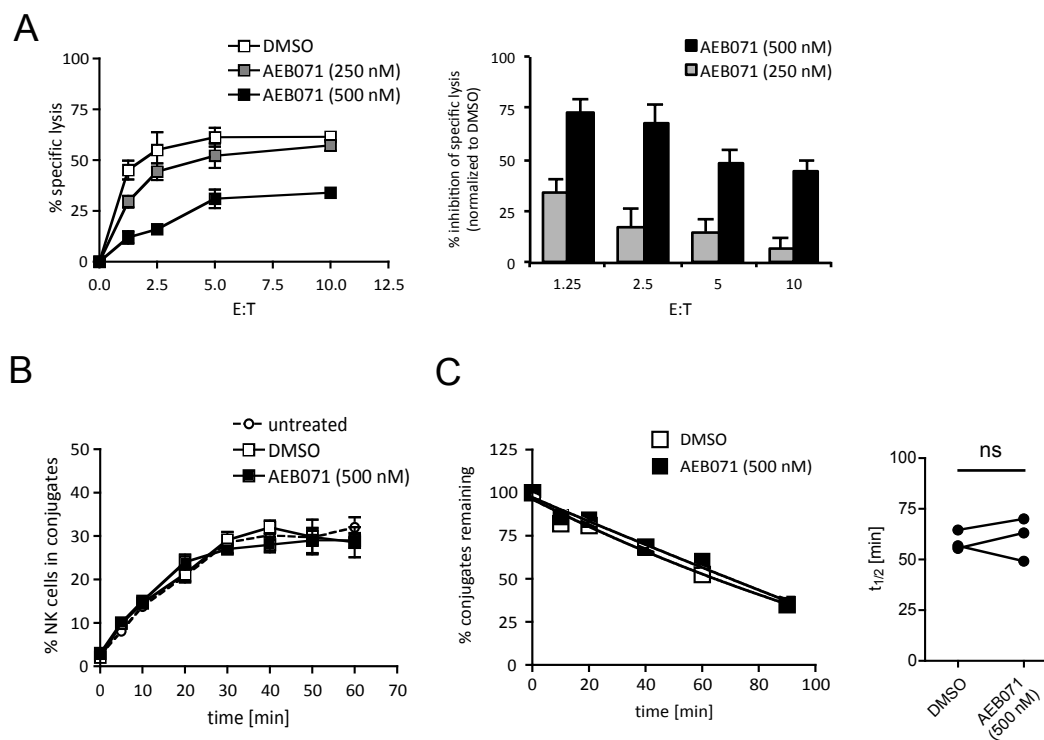 A
DMSO
AEB071 (250 nM)
AEB071 (500 nM)
% specific lysis
100
75
50
25
0
0.0 2.5 5.0 7.5 10.0 12.5
E:T
AEB071 (500 nM)
AEB071 (250 nM)
% inhibition of specific lysis
(normalized to DMSO)
100
75
50
25
0
1.25 2.5 5 10
E:T
B
untreated
DMSO
AEB071 (500 nM)
% NK cells in conjugates
50
40
30
20
10
0
0 10 20 30 40 50 60 70
time [min]
C
DMSO
AEB071 (500 nM)
% conjugates remaining
125
100
75
50
25
0
0 20 40 60 80 100
time [min]
ns
t1/2 [min]
100
75
50
25
0
DMSO
AEB071
(500 nM)